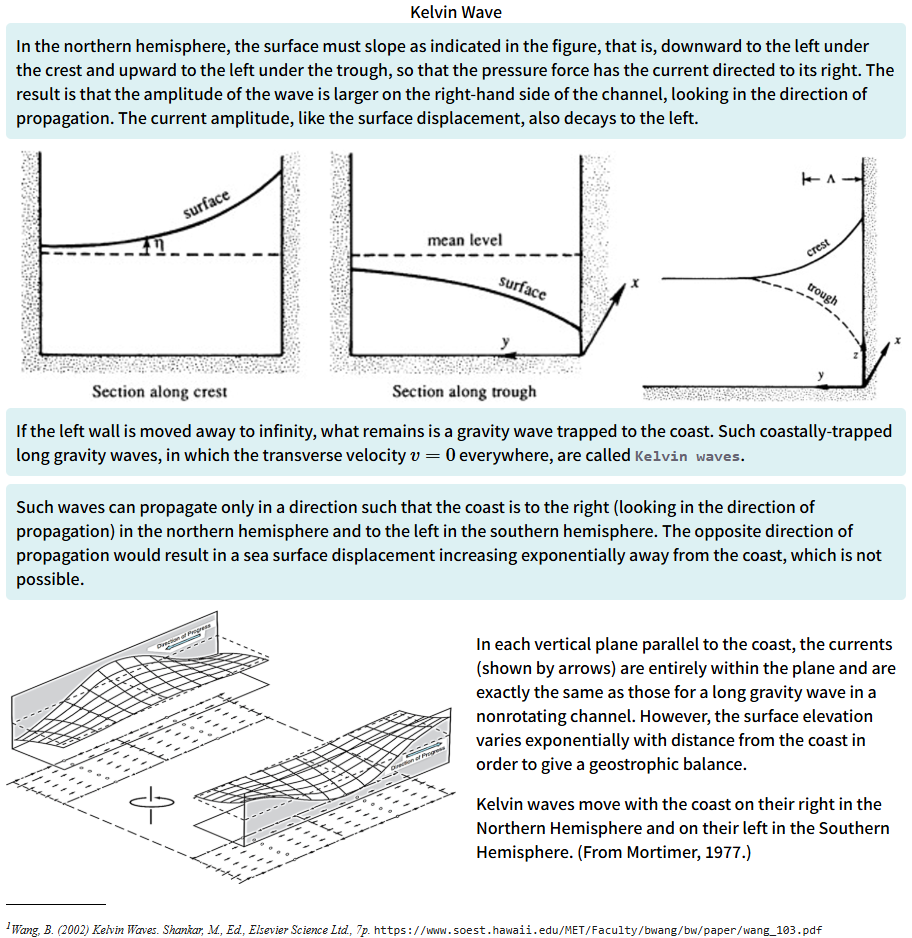 Kelvin Wave
In the northern hemisphere, the surface must slope as indicated in the figure, that is, downward to the left under
the crest and upward to the left under the trough, so that the pressure force has the current directed to its right. The
result is that the amplitude of the wave is larger on the right-hand side of the channel, looking in the direction of
propagation. The current amplitude, like the surface displacement, also decays to the left.
surface
η
Section along crest
mean level
surface
x
y
Section along trough
Λ
crest
trough
x
z
y
If the left wall is moved away to infinity, what remains is a gravity wave trapped to the coast. Such coastally-trapped
long gravity waves, in which the transverse velocity v = 0 everywhere, are called Kelvin waves.
Such waves can propagate only in a direction such that the coast is to the right (looking in the direction of
propagation) in the northern hemisphere and to the left in the southern hemisphere. The opposite direction of
propagation would result in a sea surface displacement increasing exponentially away from the coast, which is not
possible.
Direction of Progress
Direction of Progress
In each vertical plane parallel to the coast, the currents
(shown by arrows) are entirely within the plane and are
exactly the same as those for a long gravity wave in a
nonrotating channel. However, the surface elevation
varies exponentially with distance from the coast in
order to give a geostrophic balance.
Kelvin waves move with the coast on their right in the
Northern Hemisphere and on their left in the Southern
Hemisphere. (From Mortimer, 1977.)
1Wang, B. (2002) Kelvin Waves. Shankar, M., Ed., Elsevier Science Ltd., 7p. https://www.soest.hawaii.edu/MET/Faculty/bwang/bw/paper/wang_103.pdf